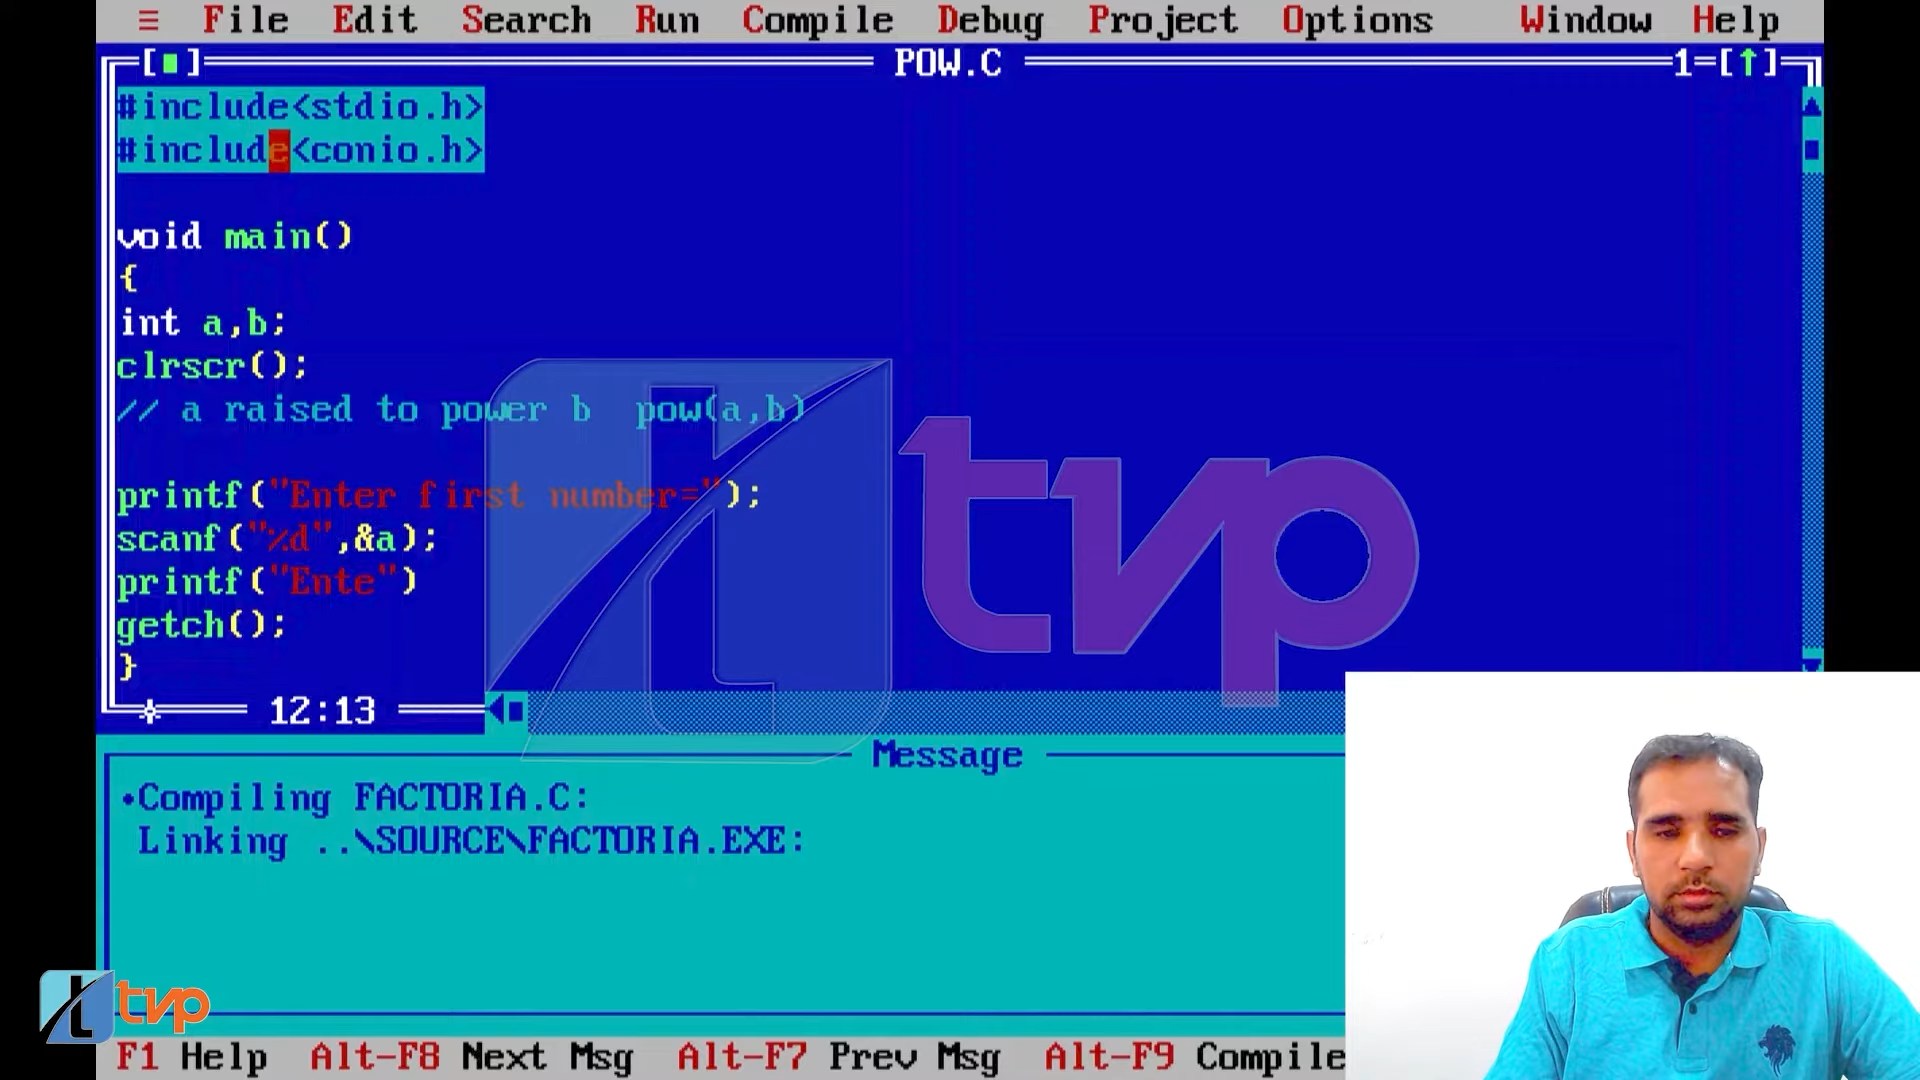 ≡ File Edit Search Run Compile Debug Project Options Window Help
[■] POW.C 1=[↑]
#include<stdio.h>
#include<conio.h>
void main()
{
int a,b;
clrscr();
// a raised to power b  pow(a,b)
printf("Enter first number=");
scanf("%d",&a);
printf("Ente")
getch();
}
12:13
tvp
Message
•Compiling FACTORIA.C:
Linking ..\SOURCE\FACTORIA.EXE:
tvp
F1 Help Alt-F8 Next Msg Alt-F7 Prev Msg Alt-F9 Compile